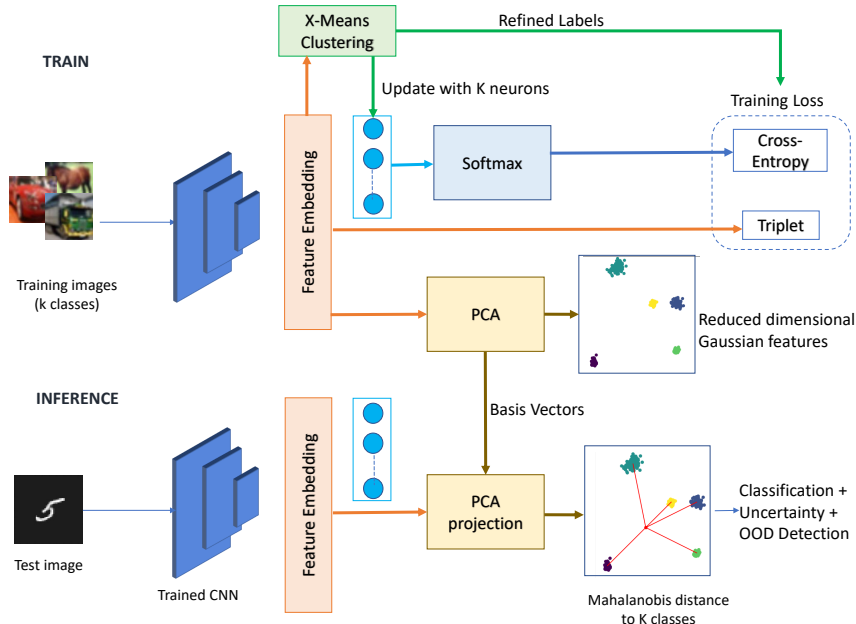 X-Means
Clustering
Refined Labels
TRAIN
Update with K neurons
Training Loss
Feature Embedding
Softmax
Cross-
Entropy
Triplet
Training images
(k classes)
PCA
Reduced dimensional
Gaussian features
INFERENCE
Basis Vectors
Feature Embedding
5
PCA
projection
Classification +
Uncertainty +
OOD Detection
Test image
Trained CNN
Mahalanobis distance
to K classes